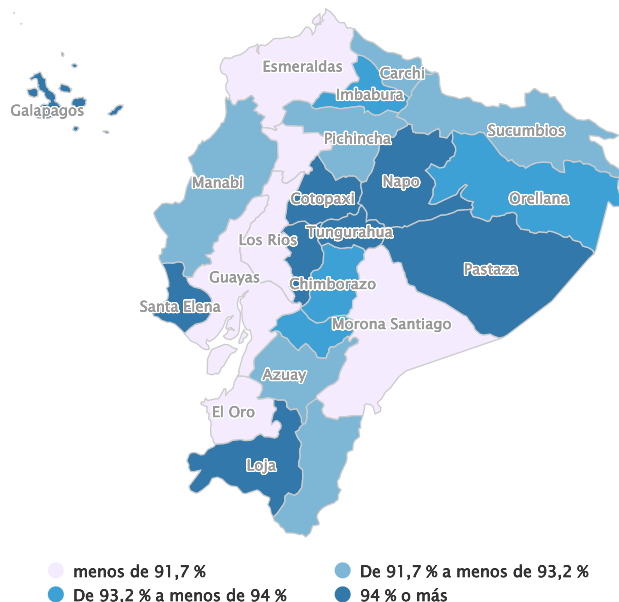 Esmeraldas
Carchi
Imbabura
Galapagos
Pichincha
Sucumbios
Manabi
Cotopaxi
Napo
Orellana
Tungurahua
Los Rios
Pastaza
Guayas
Chimborazo
Santa Elena
Morona Santiago
Azuay
El Oro
Loja
menos de 91,7 %
De 91,7 % a menos de 93,2 %
De 93,2 % a menos de 94 %
94 % o más